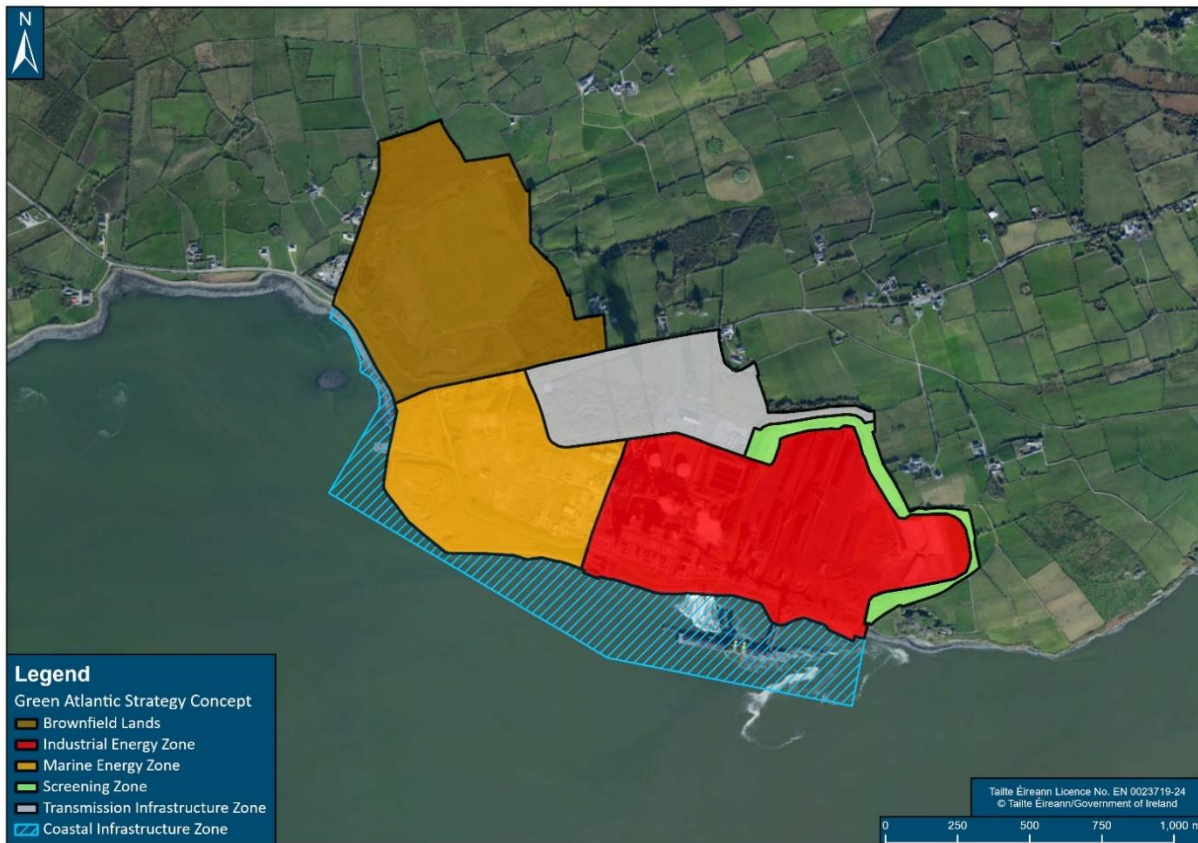 N
Legend
Green Atlantic Strategy Concept
Brownfield Lands
Industrial Energy Zone
Marine Energy Zone
Screening Zone
Transmission Infrastructure Zone
Coastal Infrastructure Zone
Tailte Éireann Licence No. EN 0023719-24
© Tailte Éireann/Government of Ireland
0 250 500 750 1,000 m